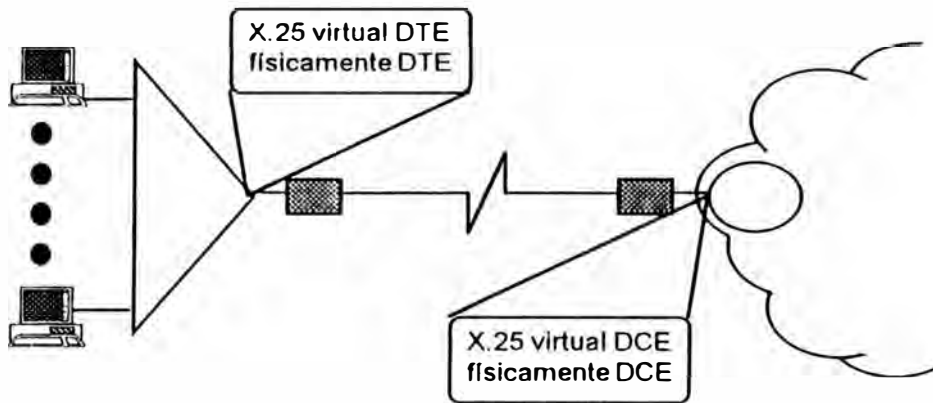 X.25 virtual DTE
físicamente DTE
X.25 virtual DCE
físicamente DCE